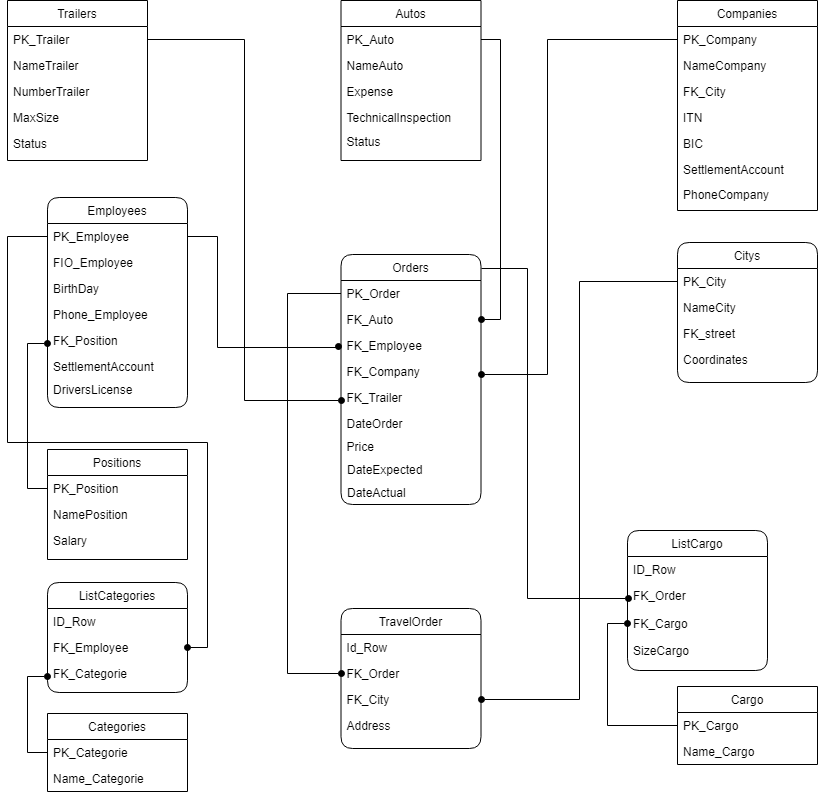 Trailers
PK_Trailer
NameTrailer
NumberTrailer
MaxSize
Status
Autos
PK_Auto
NameAuto
Expense
TechnicalInspection
Status
Companies
PK_Company
NameCompany
FK_City
ITN
BIC
SettlementAccount
PhoneCompany
Employees
PK_Employee
FIO_Employee
BirthDay
Phone_Employee
FK_Position
SettlementAccount
DriversLicense
Orders
PK_Order
FK_Auto
FK_Employee
FK_Company
FK_Trailer
DateOrder
Price
DateExpected
DateActual
Citys
PK_City
NameCity
FK_street
Coordinates
Positions
PK_Position
NamePosition
Salary
ListCategories
ID_Row
FK_Employee
FK_Categorie
TravelOrder
Id_Row
FK_Order
FK_City
Address
ListCargo
ID_Row
FK_Order
FK_Cargo
SizeCargo
Categories
PK_Categorie
Name_Categorie
Cargo
PK_Cargo
Name_Cargo